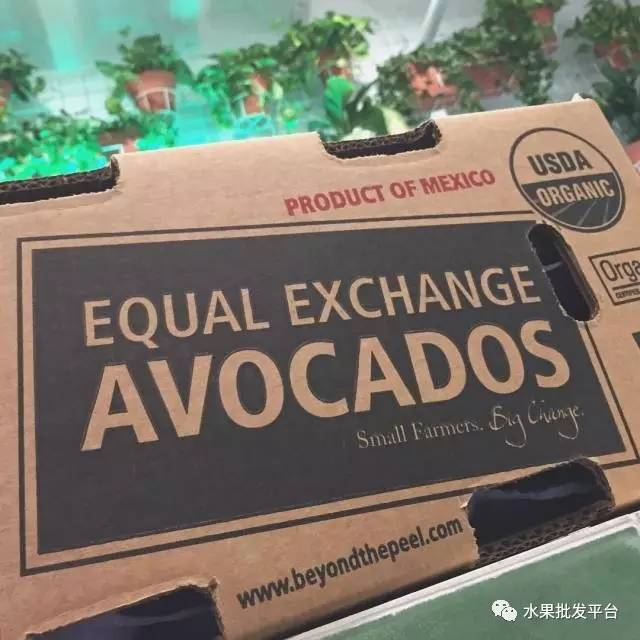 PRODUCT OF MEXICO
USDA
ORGANIC
EQUAL EXCHANGE
AVOCADOS
Small Farmers. Big Change.
www.beyondthepeel.com
水果批发平台